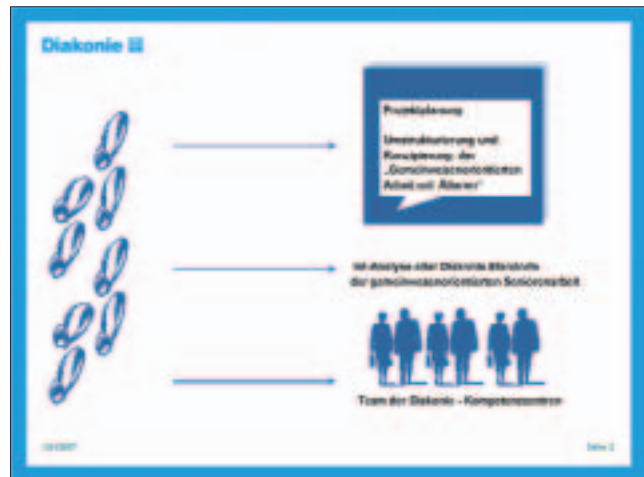 Diakonie
Projektplanung
Umstrukturierung und
Konzipierung der
„Gemeinwesenorientierten
Arbeit mit Älteren“
Ist-Analyse aller Diakonie-Standorte
der gemeinwesenorientierten Seniorenarbeit
Team der Diakonie - Kompetenzzentren
Seite 2